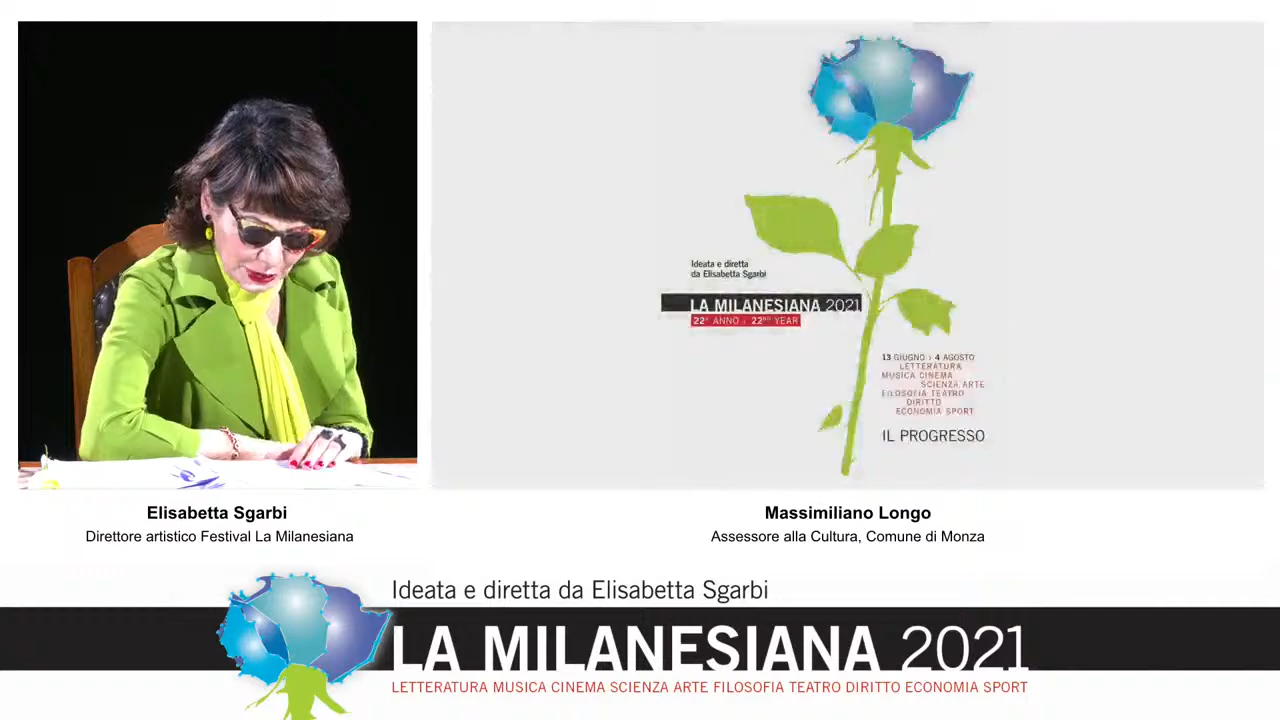 Ideata e diretta
da Elisabetta Sgarbi
LA MILANESIANA 2021
22° ANNO › 22ND YEAR
13 GIUGNO › 4 AGOSTO
LETTERATURA
MUSICA CINEMA
SCIENZA ARTE
FILOSOFIA TEATRO
DIRITTO
ECONOMIA SPORT
IL PROGRESSO
Elisabetta Sgarbi
Direttore artistico Festival La Milanesiana
Massimiliano Longo
Assessore alla Cultura, Comune di Monza
Ideata e diretta da Elisabetta Sgarbi
LA MILANESIANA 2021
LETTERATURA MUSICA CINEMA SCIENZA ARTE FILOSOFIA TEATRO DIRITTO ECONOMIA SPORT